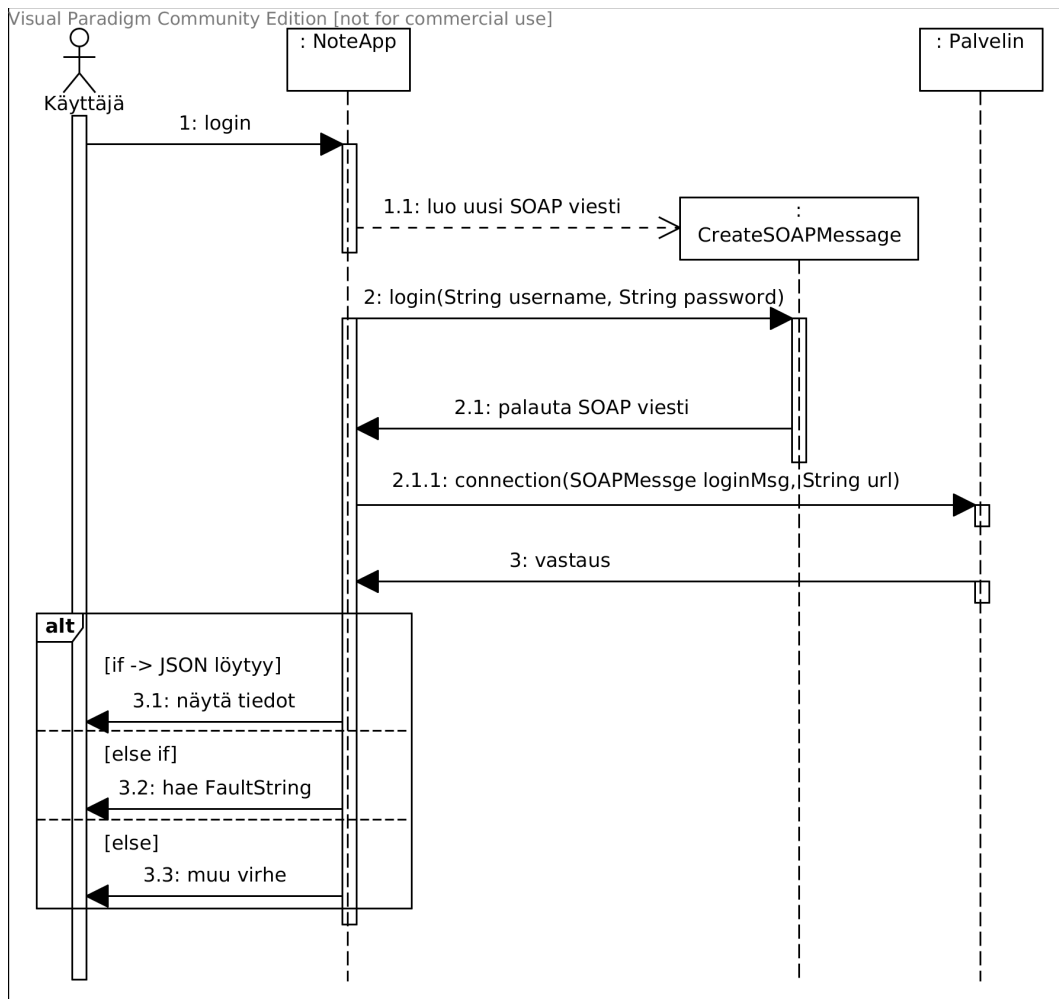 Visual Paradigm Community Edition [not for commercial use]
: NoteApp
: Palvelin
Käyttäjä
1: login
1.1: luo uusi SOAP viesti
:
CreateSOAPMessage
2: login(String username, String password)
2.1: palauta SOAP viesti
2.1.1: connection(SOAPMessge loginMsg, String url)
3: vastaus
alt
[if -> JSON löytyy]
3.1: näytä tiedot
[else if]
3.2: hae FaultString
[else]
3.3: muu virhe